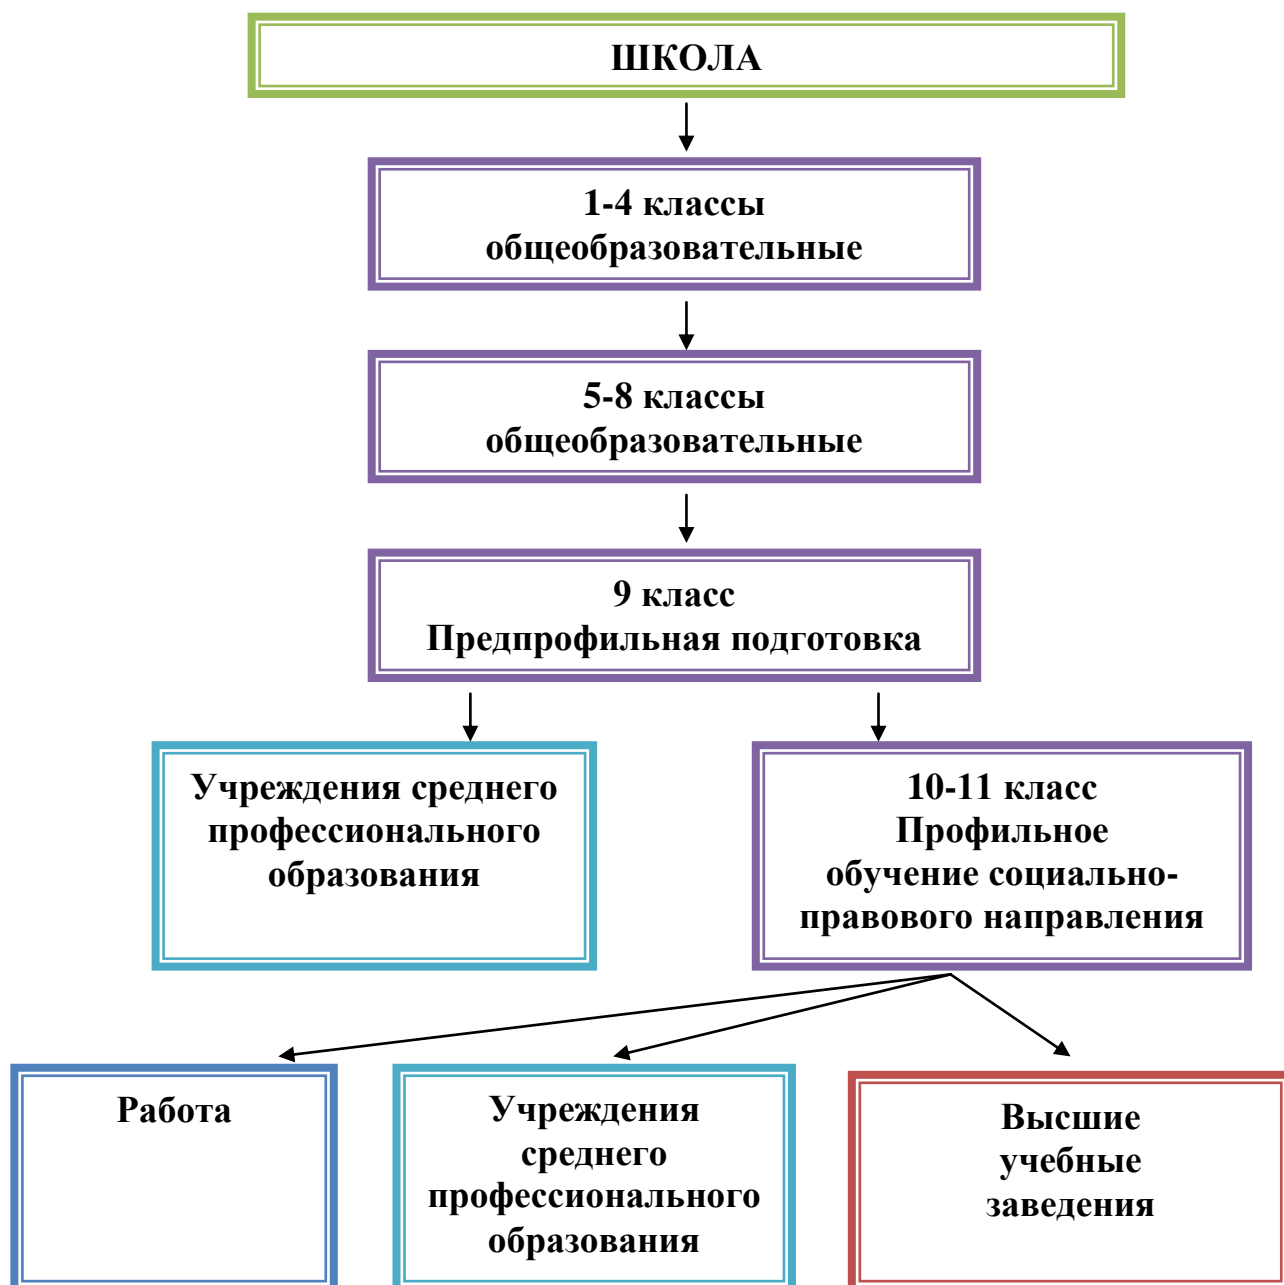 ШКОЛА
1-4 классы
общеобразовательные
5-8 классы
общеобразовательные
9 класс
Предпрофильная подготовка
Учреждения среднего
профессионального
образования
10-11 класс
Профильное
обучение социально-
правового направления
Работа
Учреждения
среднего
профессионального
образования
Высшие
учебные
заведения